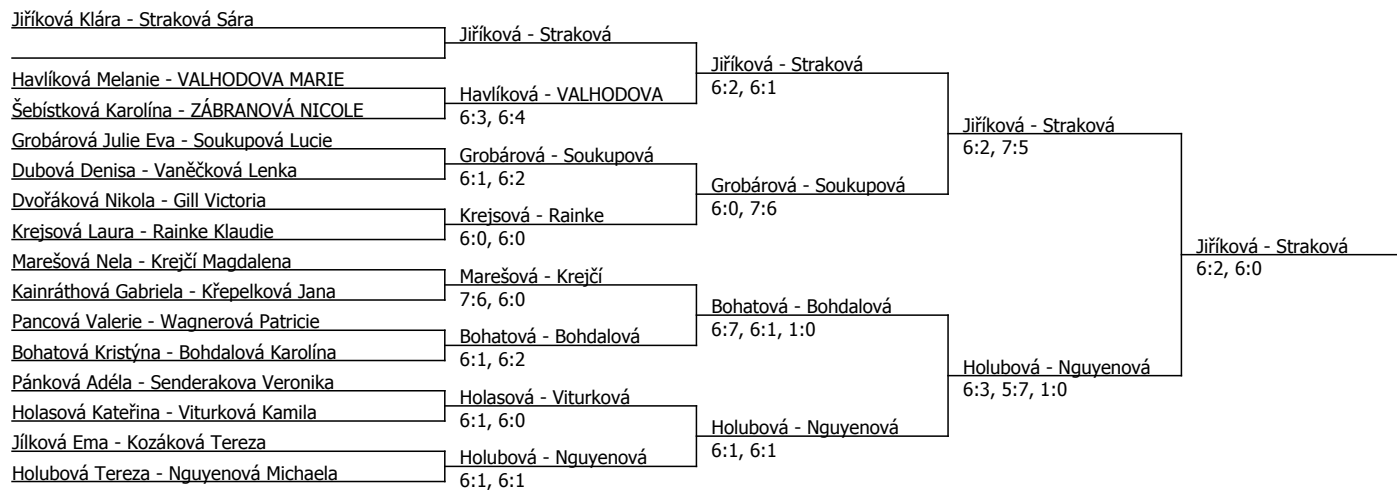 Jiříková Klára - Straková Sára
Havlíková Melanie - VALHODOVA MARIE
Šebístková Karolína - ZÁBRANOVÁ NICOLE
Grobárová Julie Eva - Soukupová Lucie
Dubová Denisa - Vaněčková Lenka
Dvořáková Nikola - Gill Victoria
Krejsová Laura - Rainke Klaudie
Marešová Nela - Krejčí Magdalena
Kainráthová Gabriela - Křepelková Jana
Pancová Valerie - Wagnerová Patricie
Bohatová Kristýna - Bohdalová Karolína
Pánková Adéla - Senderakova Veronika
Holasová Kateřina - Viturková Kamila
Jílková Ema - Kozáková Tereza
Holubová Tereza - Nguyenová Michaela
Jiříková - Straková
Havlíková - VALHODOVA
6:3, 6:4
Grobárová - Soukupová
6:1, 6:2
Krejsová - Rainke
6:0, 6:0
Marešová - Krejčí
7:6, 6:0
Bohatová - Bohdalová
6:1, 6:2
Holasová - Viturková
6:1, 6:0
Holubová - Nguyenová
6:1, 6:1
Jiříková - Straková
6:2, 6:1
Grobárová - Soukupová
6:0, 7:6
Bohatová - Bohdalová
6:7, 6:1, 1:0
Holubová - Nguyenová
6:1, 6:1
Jiříková - Straková
6:2, 7:5
Holubová - Nguyenová
6:3, 5:7, 1:0
Jiříková - Straková
6:2, 6:0